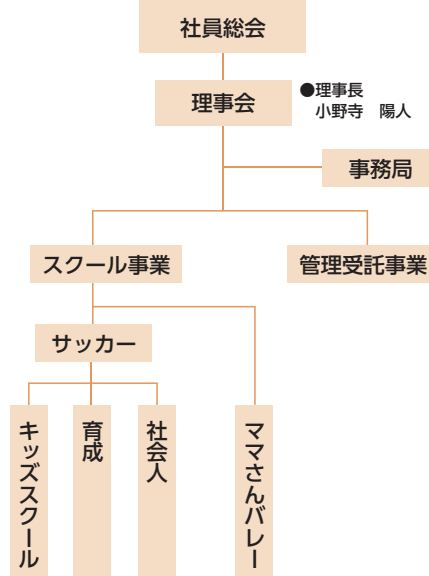 社員総会
理事会
●理事長
小野寺　陽人
事務局
スクール事業
管理受託事業
サッカー
キッズスクール
育成
社会人
ママさんバレー